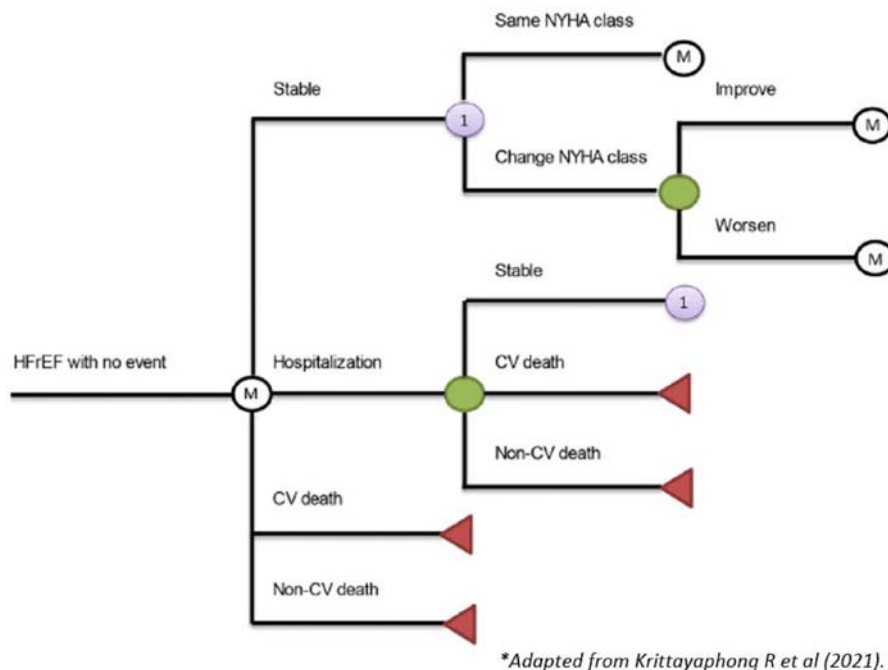 Same NYHA class
M
Stable
Improve
1
M
Change NYHA class
Worsen
M
Stable
1
HFrEF with no event
Hospitalization
CV death
M
Non-CV death
CV death
Non-CV death
*Adapted from Krittayaphong R et al (2021).